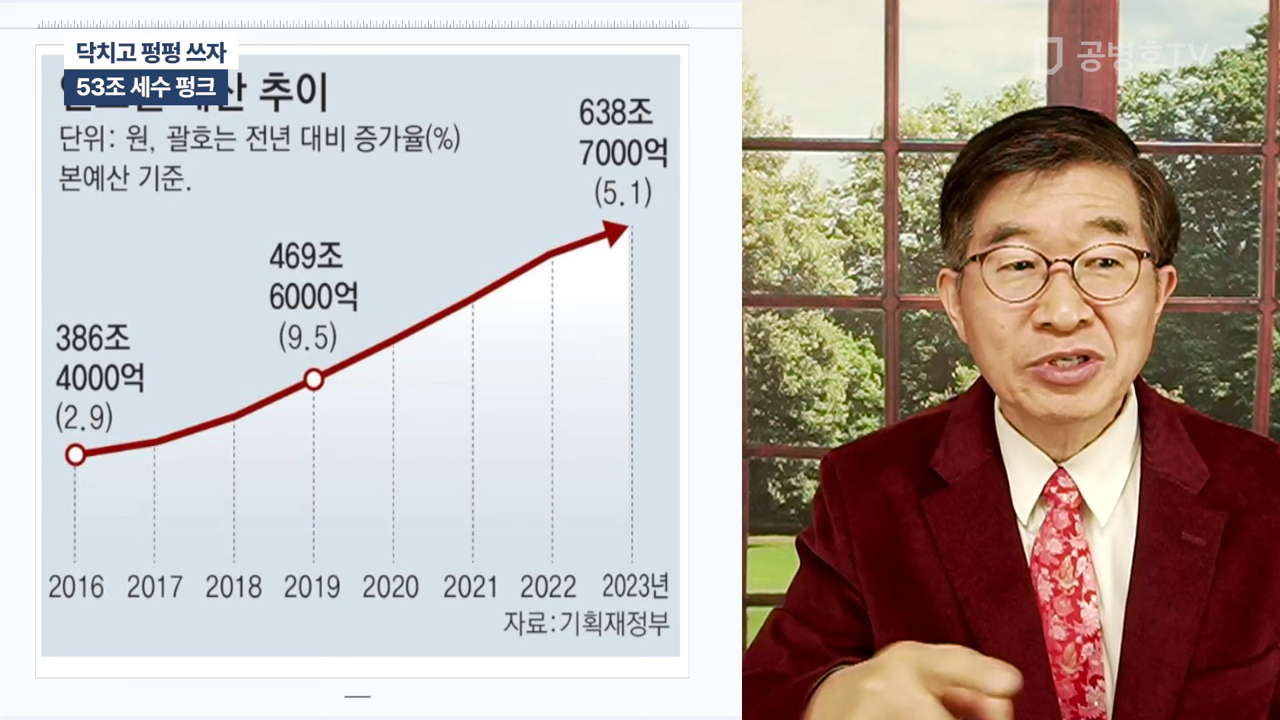 닥치고 펑펑 쓰자
53조 세수 펑크
추이
단위: 원, 괄호는 전년 대비 증가율(%)
본예산 기준.
386조
4000억
(2.9)
469조
6000억
(9.5)
638조
7000억
(5.1)
2016 2017 2018 2019 2020 2021 2022 2023년
자료:기획재정부
공병호TV